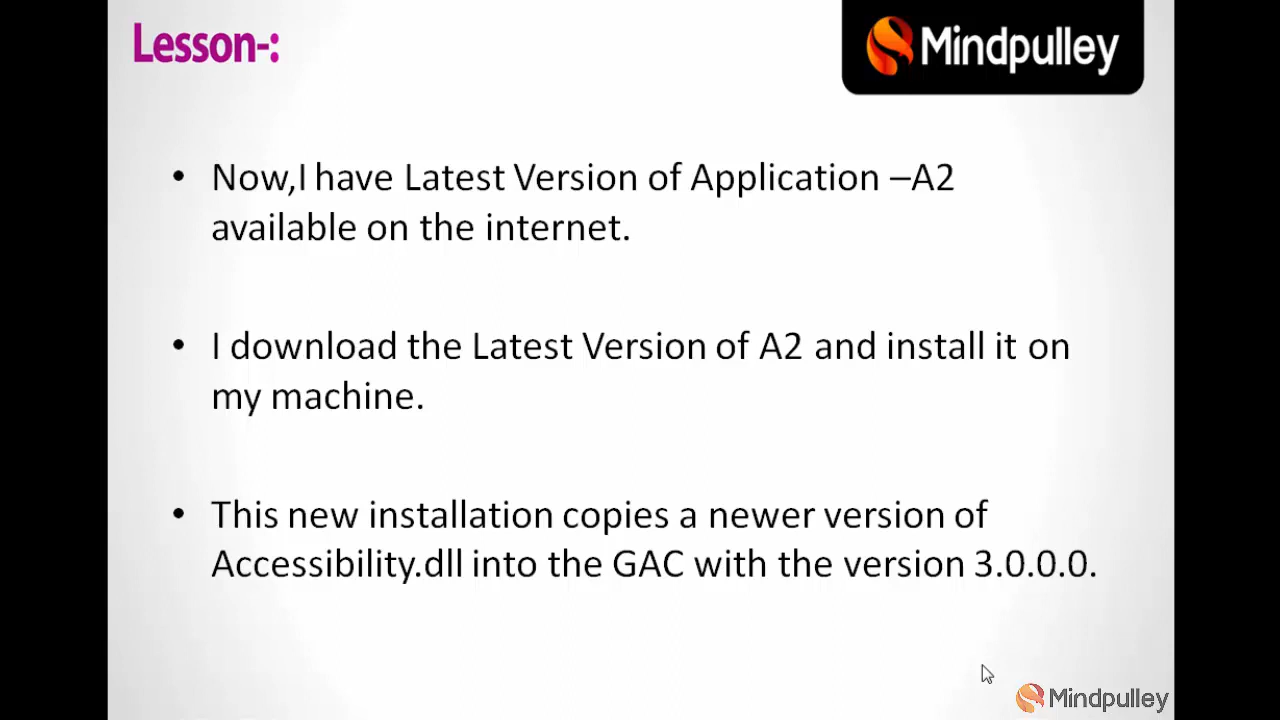 Lesson-:
Mindpulley
• Now,I have Latest Version of Application –A2
available on the internet.
• I download the Latest Version of A2 and install it on
my machine.
• This new installation copies a newer version of
Accessibility.dll into the GAC with the version 3.0.0.0.
Mindpulley